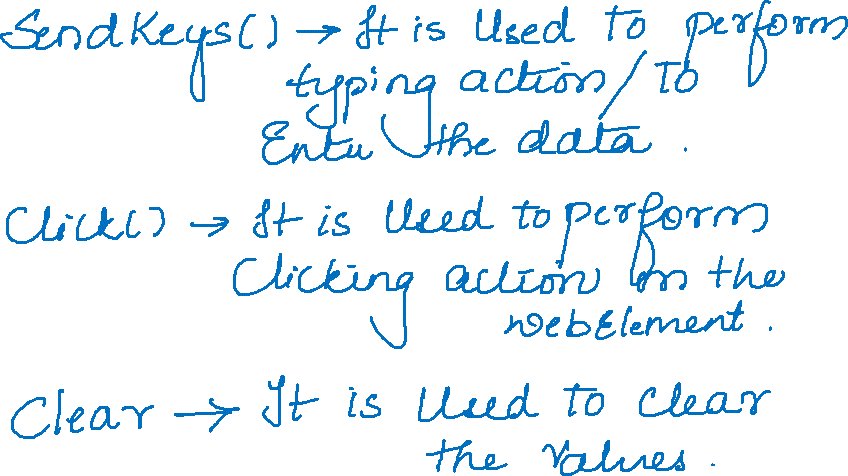 SendKeys() → It is Used To perform
typing action / To
Enter the data .
Click() → It is Used to perform
Clicking action on the
webElement .
Clear → It is Used To clear
the values .